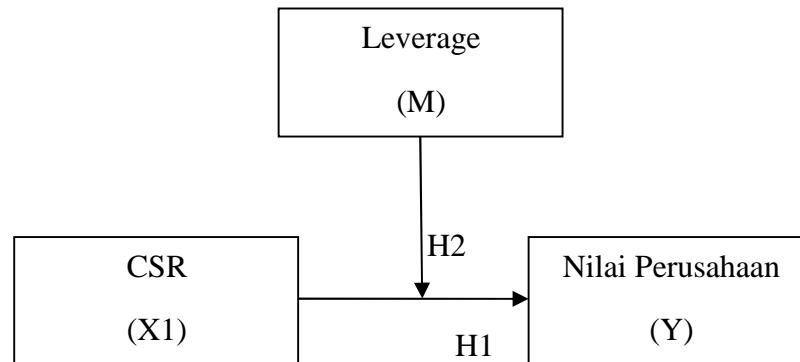 Leverage
(M)
H2
CSR
(X1)
Nilai Perusahaan
(Y)
H1